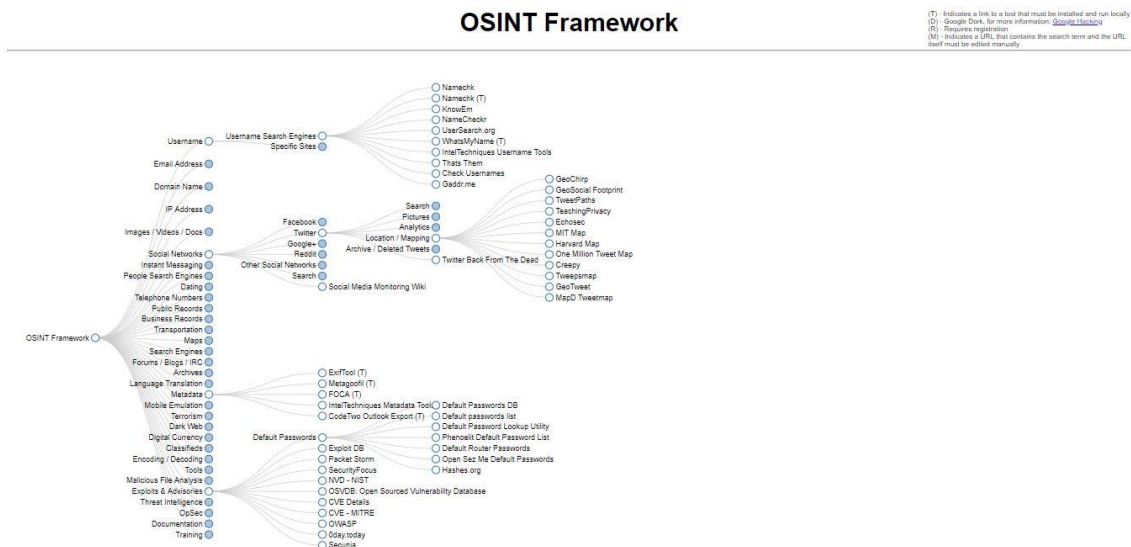 OSINT Framework
(T) - Indicates a link to a tool that must be installed and run locally
(D) - Google Dork, for more information: Google Hacking
(R) - Requires registration
(M) - Indicates a URL that contains the search term and the URL
itself must be edited manually
OSINT Framework
Username
Email Address
Domain Name
IP Address
Images / Videos / Docs
Social Networks
Instant Messaging
People Search Engines
Dating
Telephone Numbers
Public Records
Business Records
Transportation
Maps
Search Engines
Forums / Blogs / IRC
Archives
Language Translation
Metadata
Mobile Emulation
Terrorism
Dark Web
Digital Currency
Classifieds
Encoding / Decoding
Tools
Malicious File Analysis
Exploits & Advisories
Threat Intelligence
OpSec
Documentation
Training
Username Search Engines
Specific Sites
Facebook
Twitter
Google+
Reddit
Other Social Networks
Search
Social Media Monitoring Wiki
ExifTool (T)
Metagoofil (T)
FOCA (T)
IntelTechniques Metadata Tool
CodeTwo Outlook Export (T)
Default Passwords
Exploit DB
Packet Storm
SecurityFocus
NVD - NIST
OSVDB: Open Sourced Vulnerability Database
CVE Details
CVE - MITRE
OWASP
0day.today
Secunia
Namechk
Namechk (T)
KnowEm
NameCheckr
UserSearch.org
WhatsMyName (T)
IntelTechniques Username Tools
Thats Them
Check Usernames
Gaddr.me
Search
Pictures
Analytics
Location / Mapping
Archive / Deleted Tweets
Twitter Back From The Dead
Default Passwords DB
Default passwords list
Default Password Lookup Utility
Phenoelit Default Password List
Default Router Passwords
Open Sez Me Default Passwords
Hashes.org
GeoChirp
GeoSocial Footprint
TweetPaths
TeachingPrivacy
Echosec
MIT Map
Harvard Map
One Million Tweet Map
Creepy
Tweepsmap
GeoTweet
MapD Tweetmap